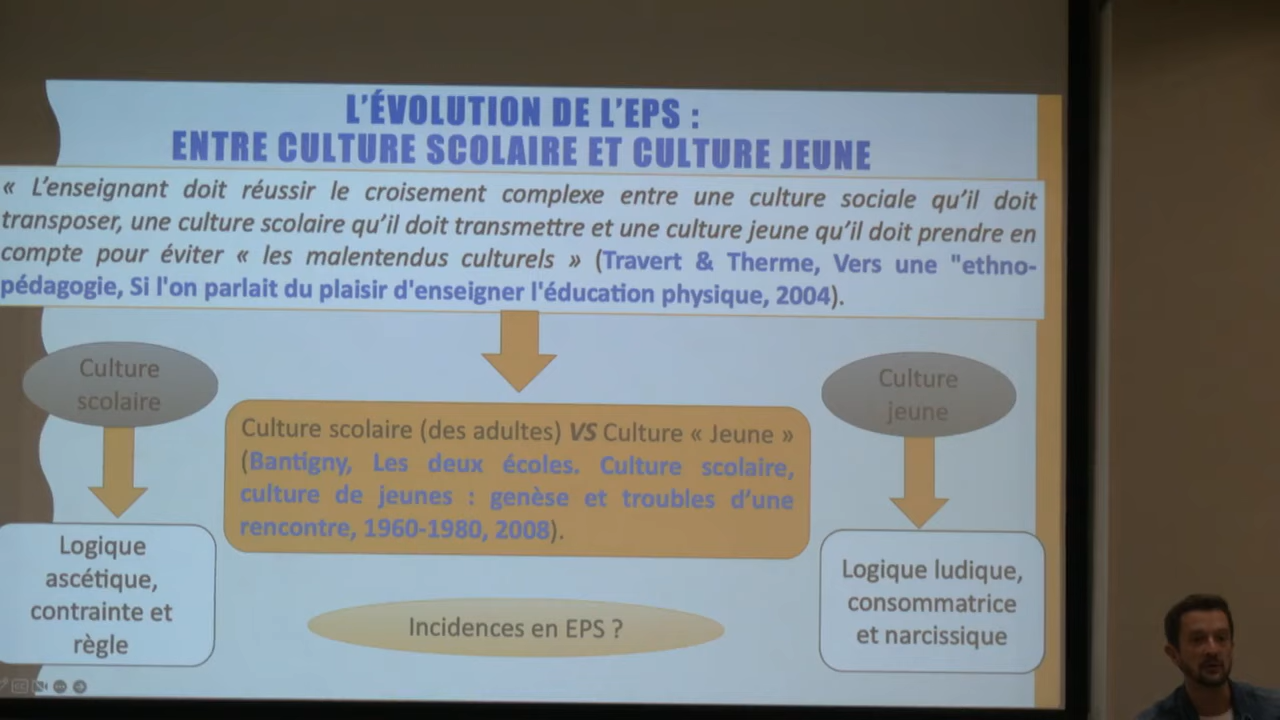 L'ÉVOLUTION DE L'EPS :
ENTRE CULTURE SCOLAIRE ET CULTURE JEUNE
« L'enseignant doit réussir le croisement complexe entre une culture sociale qu'il doit
transposer, une culture scolaire qu'il doit transmettre et une culture jeune qu'il doit prendre en
compte pour éviter « les malentendus culturels » (Travert & Therme, Vers une "ethno-
pédagogie, Si l'on parlait du plaisir d'enseigner l'éducation physique, 2004).
Culture
scolaire
Logique
ascétique,
contrainte et
règle
Culture scolaire (des adultes) VS Culture « Jeune »
(Bantigny, Les deux écoles. Culture scolaire,
culture de jeunes : genèse et troubles d'une
rencontre, 1960-1980, 2008).
Incidences en EPS ?
Culture
jeune
Logique ludique,
consommatrice
et narcissique